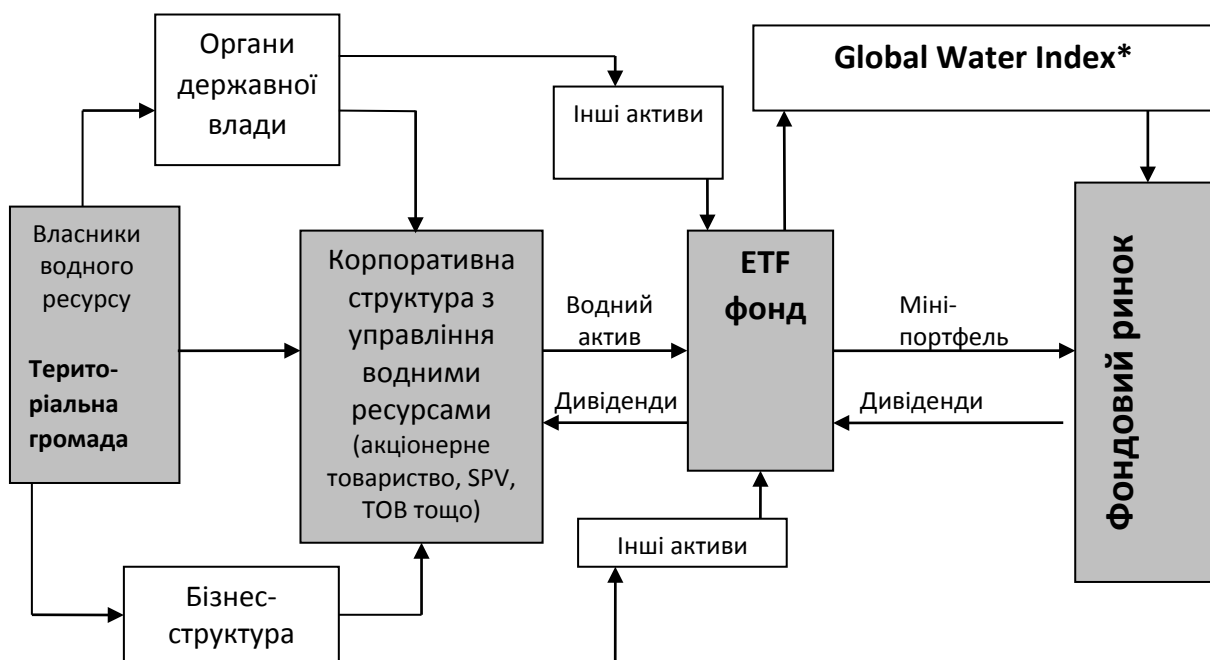 Органи
державної
влади
Global Water Index*
Інші активи
Власники
водного
ресурсу
Терито-
ріальна
громада
Корпоративна
структура з
управління
водними
ресурсами
(акціонерне
товариство, SPV,
ТОВ тощо)
Водний
актив
Дивіденди
ETF
фонд
Міні-
портфель
Дивіденди
Фондовий ринок
Інші активи
Бізнес-
структура